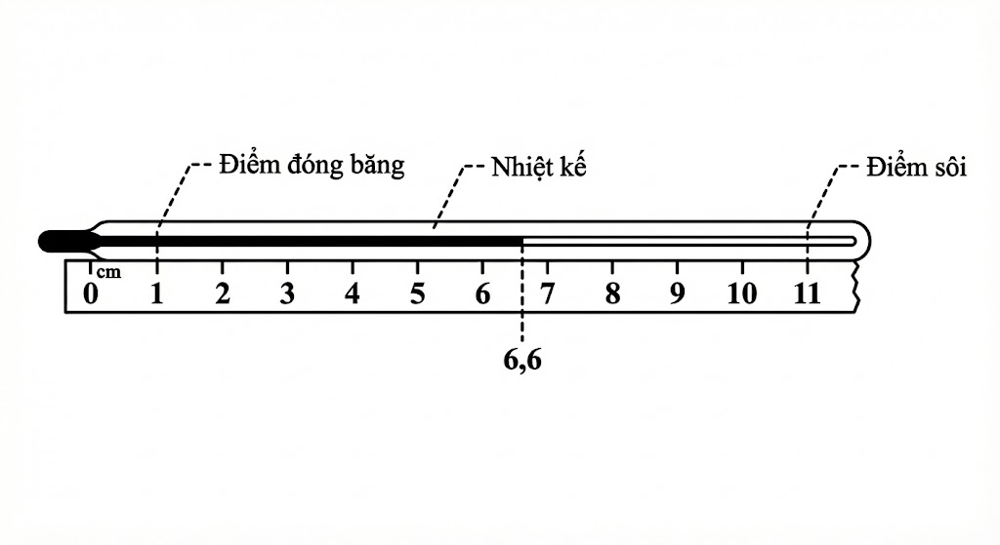 Điểm đóng băng
Nhiệt kế
Điểm sôi
cm
0 1 2 3 4 5 6 7 8 9 10 11
6,6